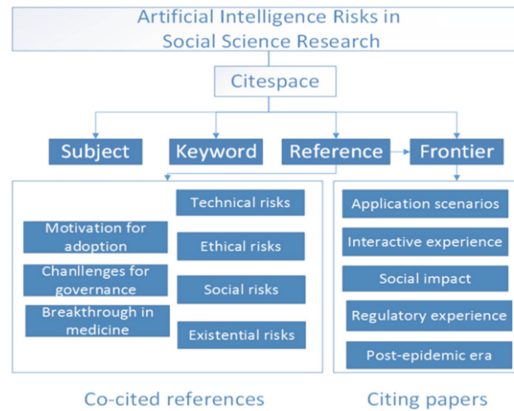 Artificial Intelligence Risks in
Social Science Research
Citespace
Subject
Keyword
Reference
Frontier
Technical risks
Motivation for
adoption
Ethical risks
Chanllenges for
governance
Social risks
Breakthrough in
medicine
Existential risks
Application scenarios
Interactive experience
Social impact
Regulatory experience
Post-epidemic era
Co-cited references
Citing papers